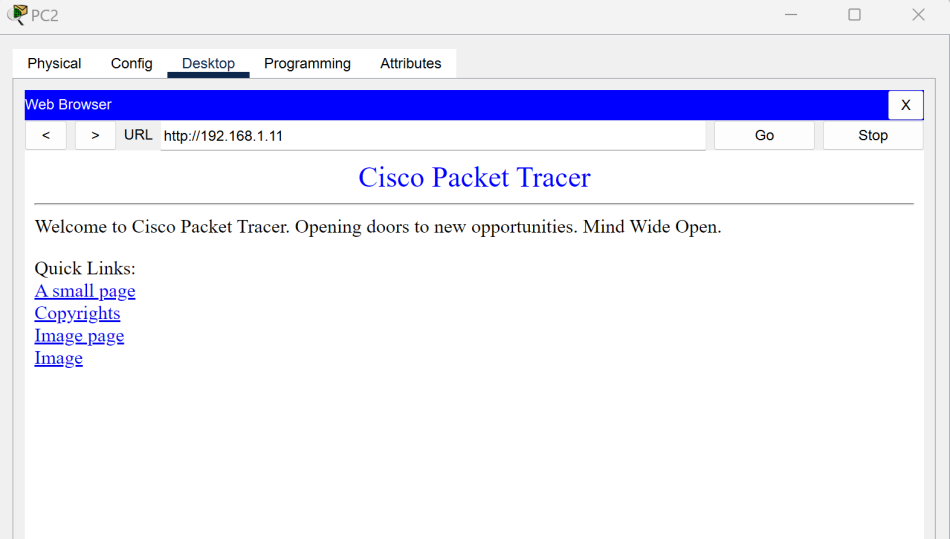 PC2
Physical Config Desktop Programming Attributes
Web Browser X
< > URL http://192.168.1.11 Go Stop
Cisco Packet Tracer
Welcome to Cisco Packet Tracer. Opening doors to new opportunities. Mind Wide Open.
Quick Links:
A small page
Copyrights
Image page
Image